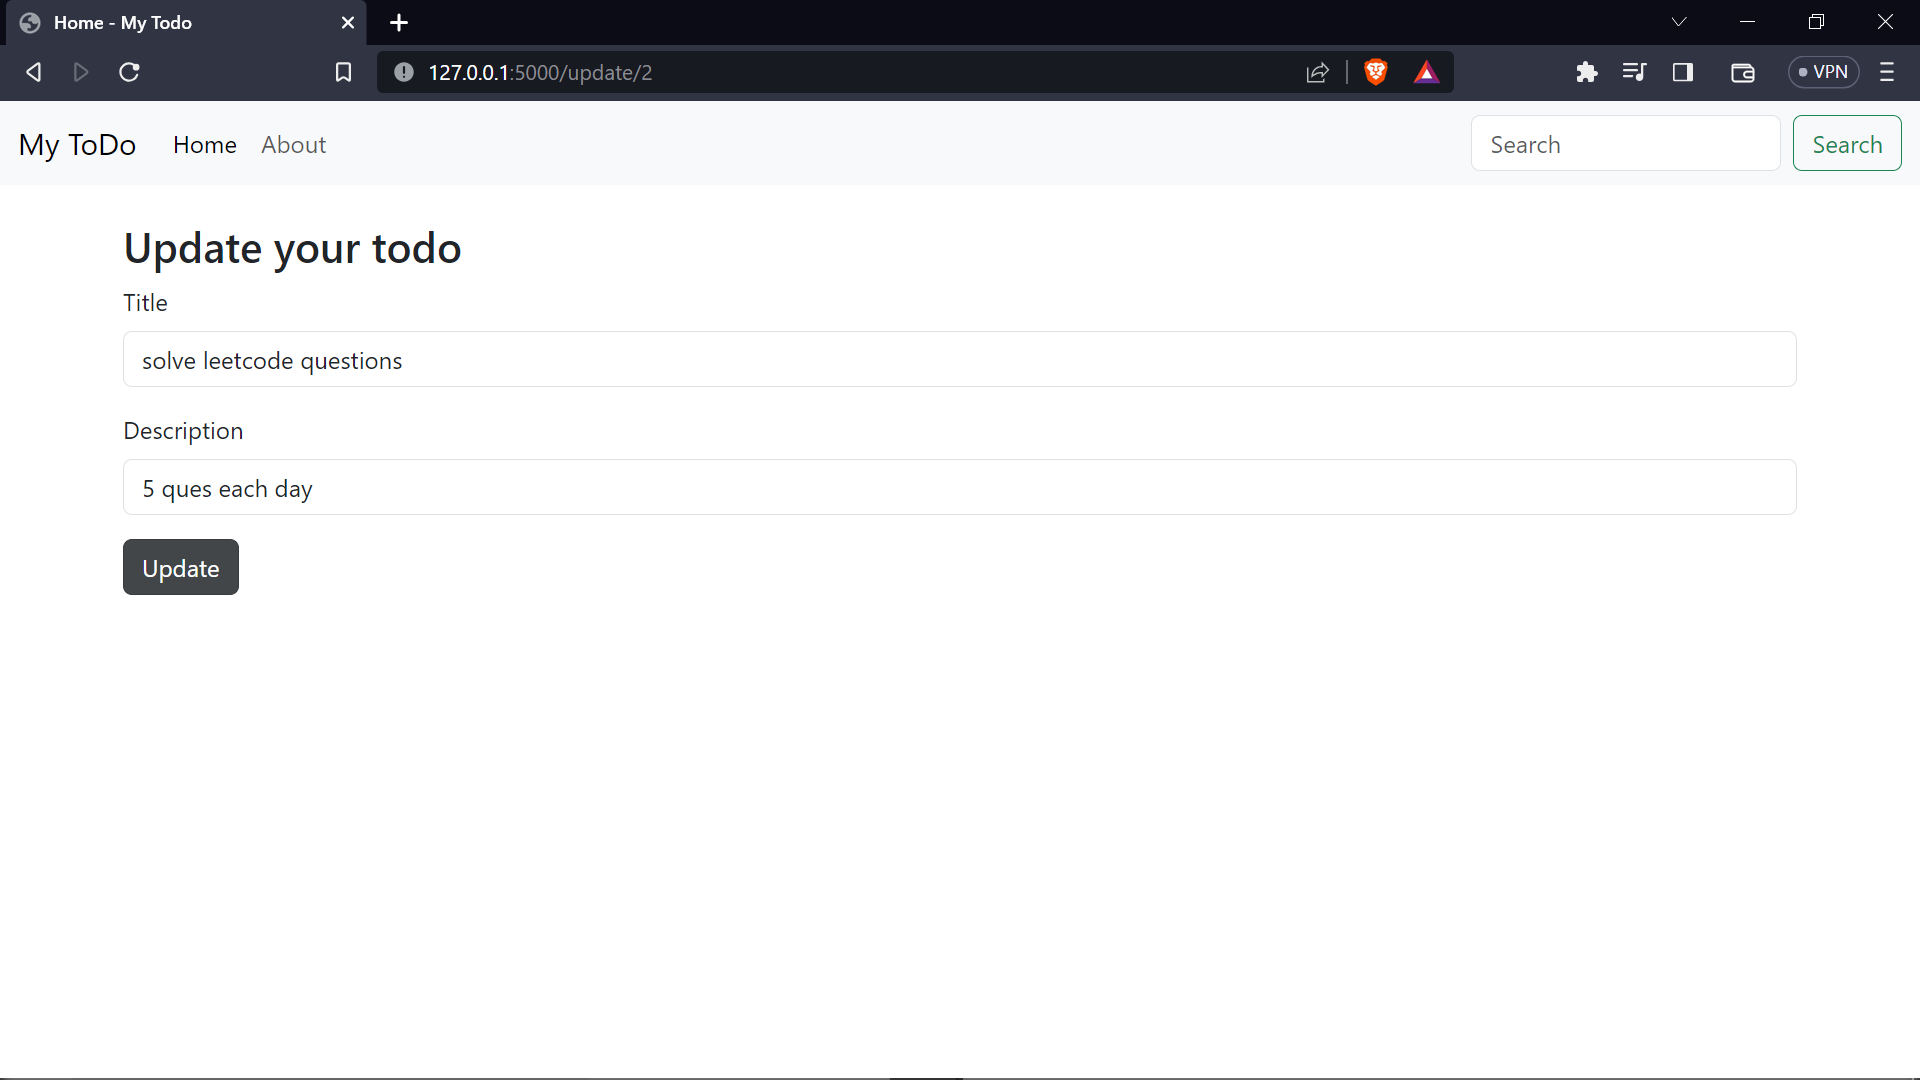 Home - My Todo
127.0.0.1:5000/update/2
VPN
My ToDo Home About Search Search
Update your todo
Title
solve leetcode questions
Description
5 ques each day
Update